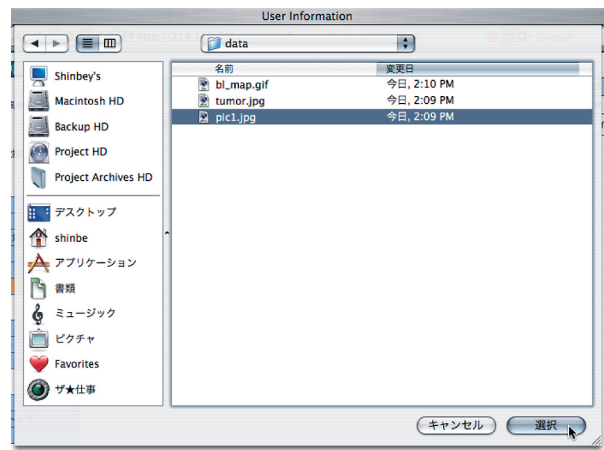 User Information
data
名前 変更日
bl_map.gif 今日, 2:10 PM
tumor.jpg 今日, 2:09 PM
pic1.jpg 今日, 2:09 PM
Shinbey's
Macintosh HD
Backup HD
Project HD
Project Archives HD
デスクトップ
shinbe
アプリケーション
書類
ミュージック
ピクチャ
Favorites
ザ★仕事
キャンセル 選択